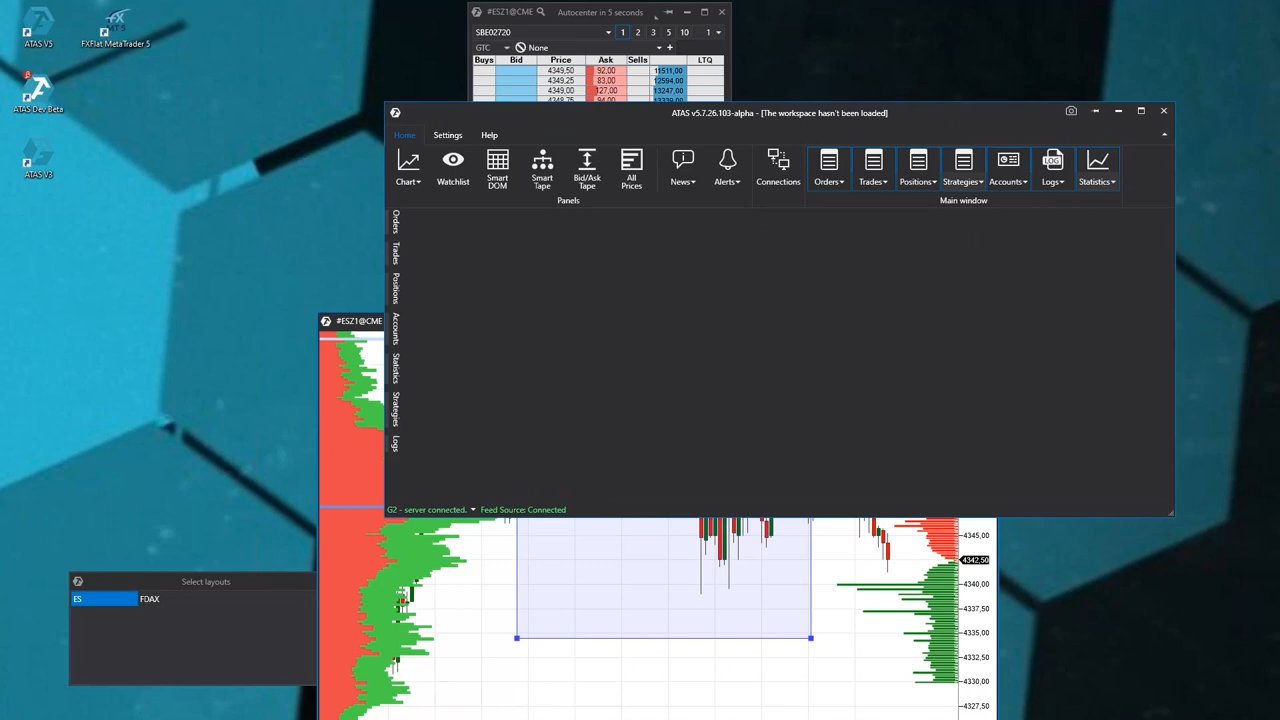 ATAS V5
FXFlat MetaTrader 5
ATAS Dev Beta
ATAS V3
#ESZ1@CME
Autocenter in 5 seconds
SBE02720
1 2 3 5 10 1
GTC None
Buys Bid Price Ask Sells LTQ
4349,50 92,00 11511,00
4349,25 83,00 12594,00
4349,00 127,00 13247,00
4348,75 94,00
ATAS v5.7.26.103-alpha - [The workspace hasn't been loaded]
Home Settings Help
Chart
Watchlist
Smart DOM
Smart Tape
Bid/Ask Tape
All Prices
News
Alerts
Connections
LOG
Orders
Trades
Positions
Strategies
Accounts
Logs
Statistics
Panels
Main window
Orders
Trades
Positions
Accounts
Statistics
Strategies
Logs
G2 - server connected. Feed Source: Connected
#ESZ1@CME
4345,00
4342,50
4340,00
4337,50
4335,00
4332,50
4330,00
4327,50
Select layouts
ES FDAX